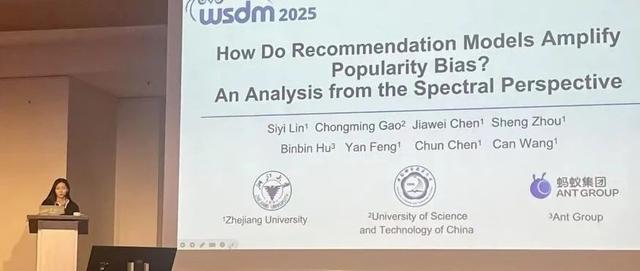 wsdm 2025
How Do Recommendation Models Amplify
Popularity Bias?
An Analysis from the Spectral Perspective
Siyi Lin¹ Chongming Gao² Jiawei Chen¹ Sheng Zhou¹
Binbin Hu³ Yan Feng¹ Chun Chen¹ Can Wang¹
蚂蚁集团
ANT GROUP
¹Zhejiang University
²University of Science
and Technology of China
³Ant Group